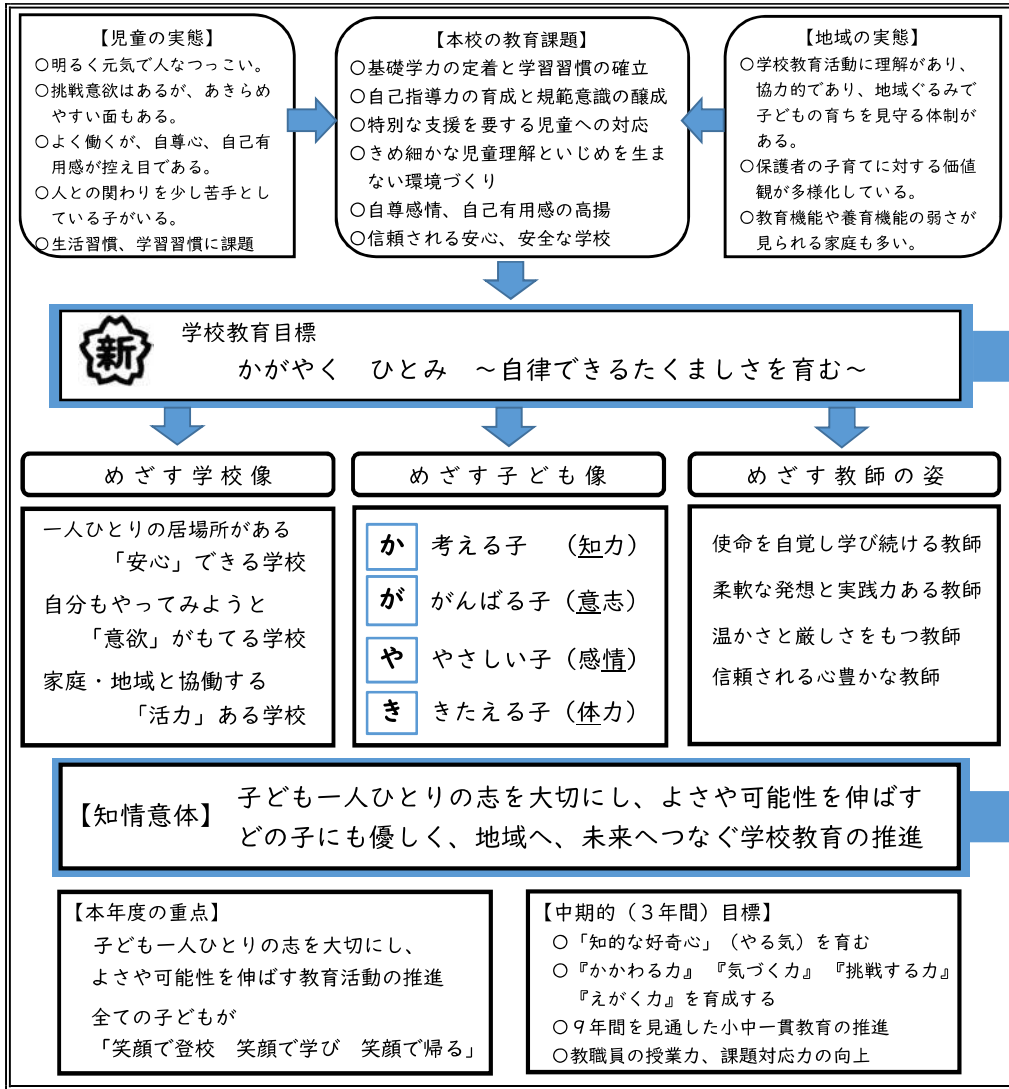 【児童の実態】
○明るく元気で人なつっこい。
○挑戦意欲はあるが、あきらめ
やすい面もある。
○よく働くが、自尊心、自己有
用感が控え目である。
○人との関わりを少し苦手とし
ている子がいる。
○生活習慣、学習習慣に課題
【本校の教育課題】
○基礎学力の定着と学習習慣の確立
○自己指導力の育成と規範意識の醸成
○特別な支援を要する児童への対応
○きめ細かな児童理解といじめを生ま
ない環境づくり
○自尊感情、自己有用感の高揚
○信頼される安心、安全な学校
【地域の実態】
○学校教育活動に理解があり、
協力的であり、地域ぐるみで
子どもの育ちを見守る体制が
ある。
○保護者の子育てに対する価値
観が多様化している。
○教育機能や養育機能の弱さが
見られる家庭も多い。
新
学校教育目標
かがやく　ひとみ　～自律できるたくましさを育む～
めざす学校像
一人ひとりの居場所がある
「安心」できる学校
自分もやってみようと
「意欲」がもてる学校
家庭・地域と協働する
「活力」ある学校
めざす子ども像
か　考える子　（知力）
が　がんばる子（意志）
や　やさしい子（感情）
き　きたえる子（体力）
めざす教師の姿
使命を自覚し学び続ける教師
柔軟な発想と実践力ある教師
温かさと厳しさをもつ教師
信頼される心豊かな教師
【知情意体】
子ども一人ひとりの志を大切にし、よさや可能性を伸ばす
どの子にも優しく、地域へ、未来へつなぐ学校教育の推進
【本年度の重点】
子ども一人ひとりの志を大切にし、
よさや可能性を伸ばす教育活動の推進
全ての子どもが
「笑顔で登校　笑顔で学び　笑顔で帰る」
【中期的（３年間）目標】
○「知的な好奇心」（やる気）を育む
○『かかわる力』『気づく力』『挑戦する力』
『えがく力』を育成する
○９年間を見通した小中一貫教育の推進
○教職員の授業力、課題対応力の向上